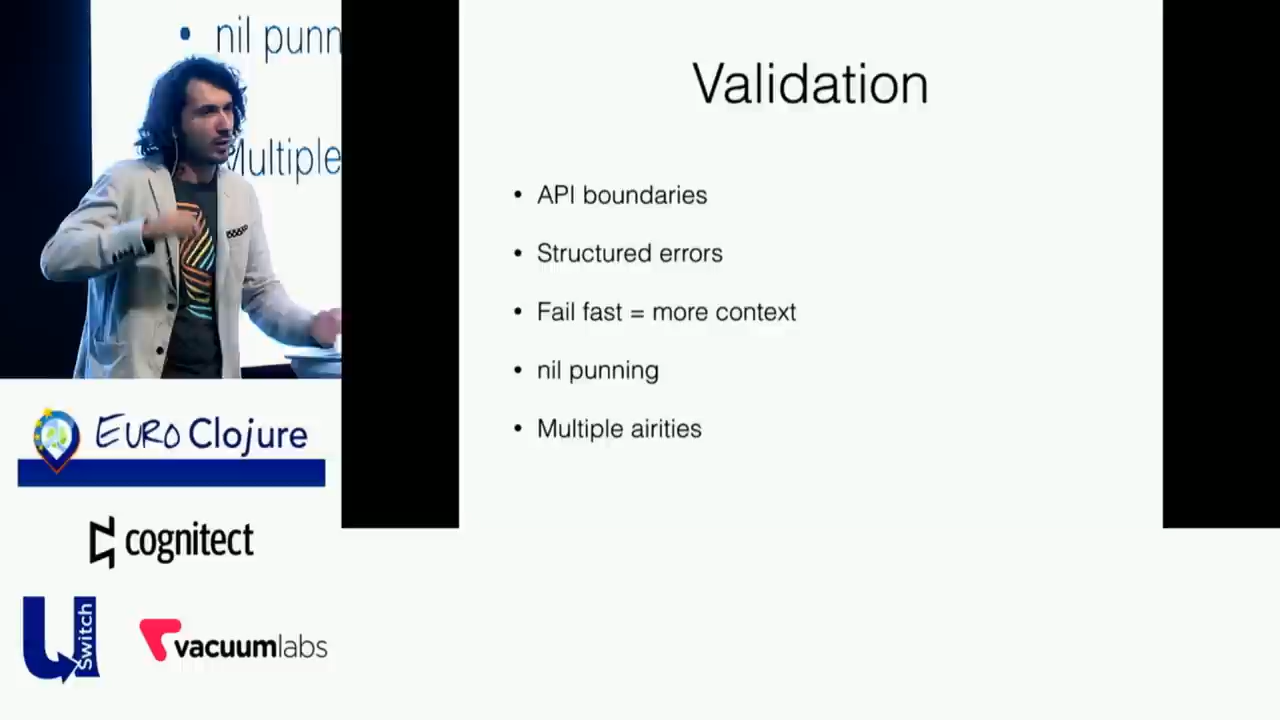 nil punn
Multiple
Validation
• API boundaries
• Structured errors
• Fail fast = more context
• nil punning
• Multiple airities
EURO Clojure
cognitect
USwitch
vacuumlabs